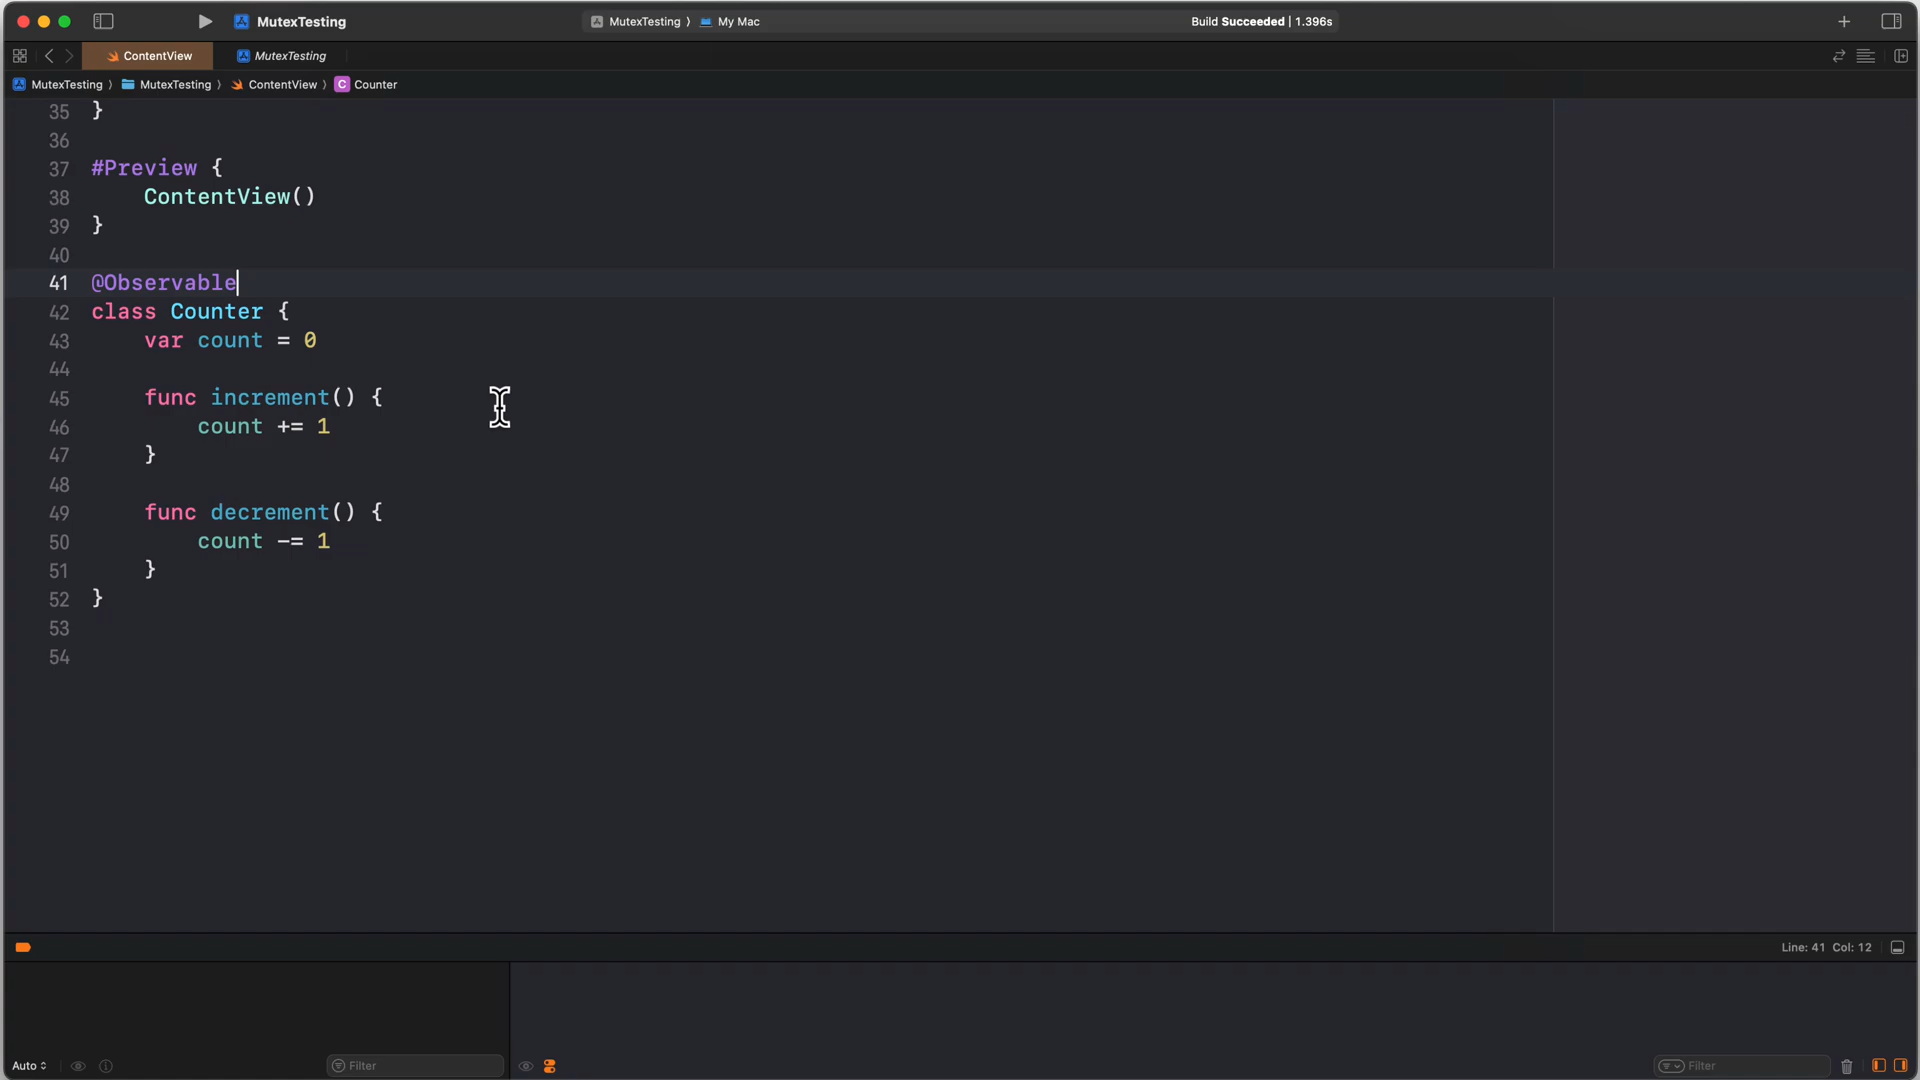 MutexTesting
MutexTesting 〉 My Mac
Build Succeeded | 1.396s
ContentView
MutexTesting
MutexTesting 〉 MutexTesting 〉 ContentView 〉 C Counter
35 }
36
37 #Preview {
38     ContentView()
39 }
40
41 @Observable
42 class Counter {
43     var count = 0
44
45     func increment() {
46         count += 1
47     }
48
49     func decrement() {
50         count -= 1
51     }
52 }
53
54
Line: 41 Col: 12
Auto
Filter
Filter